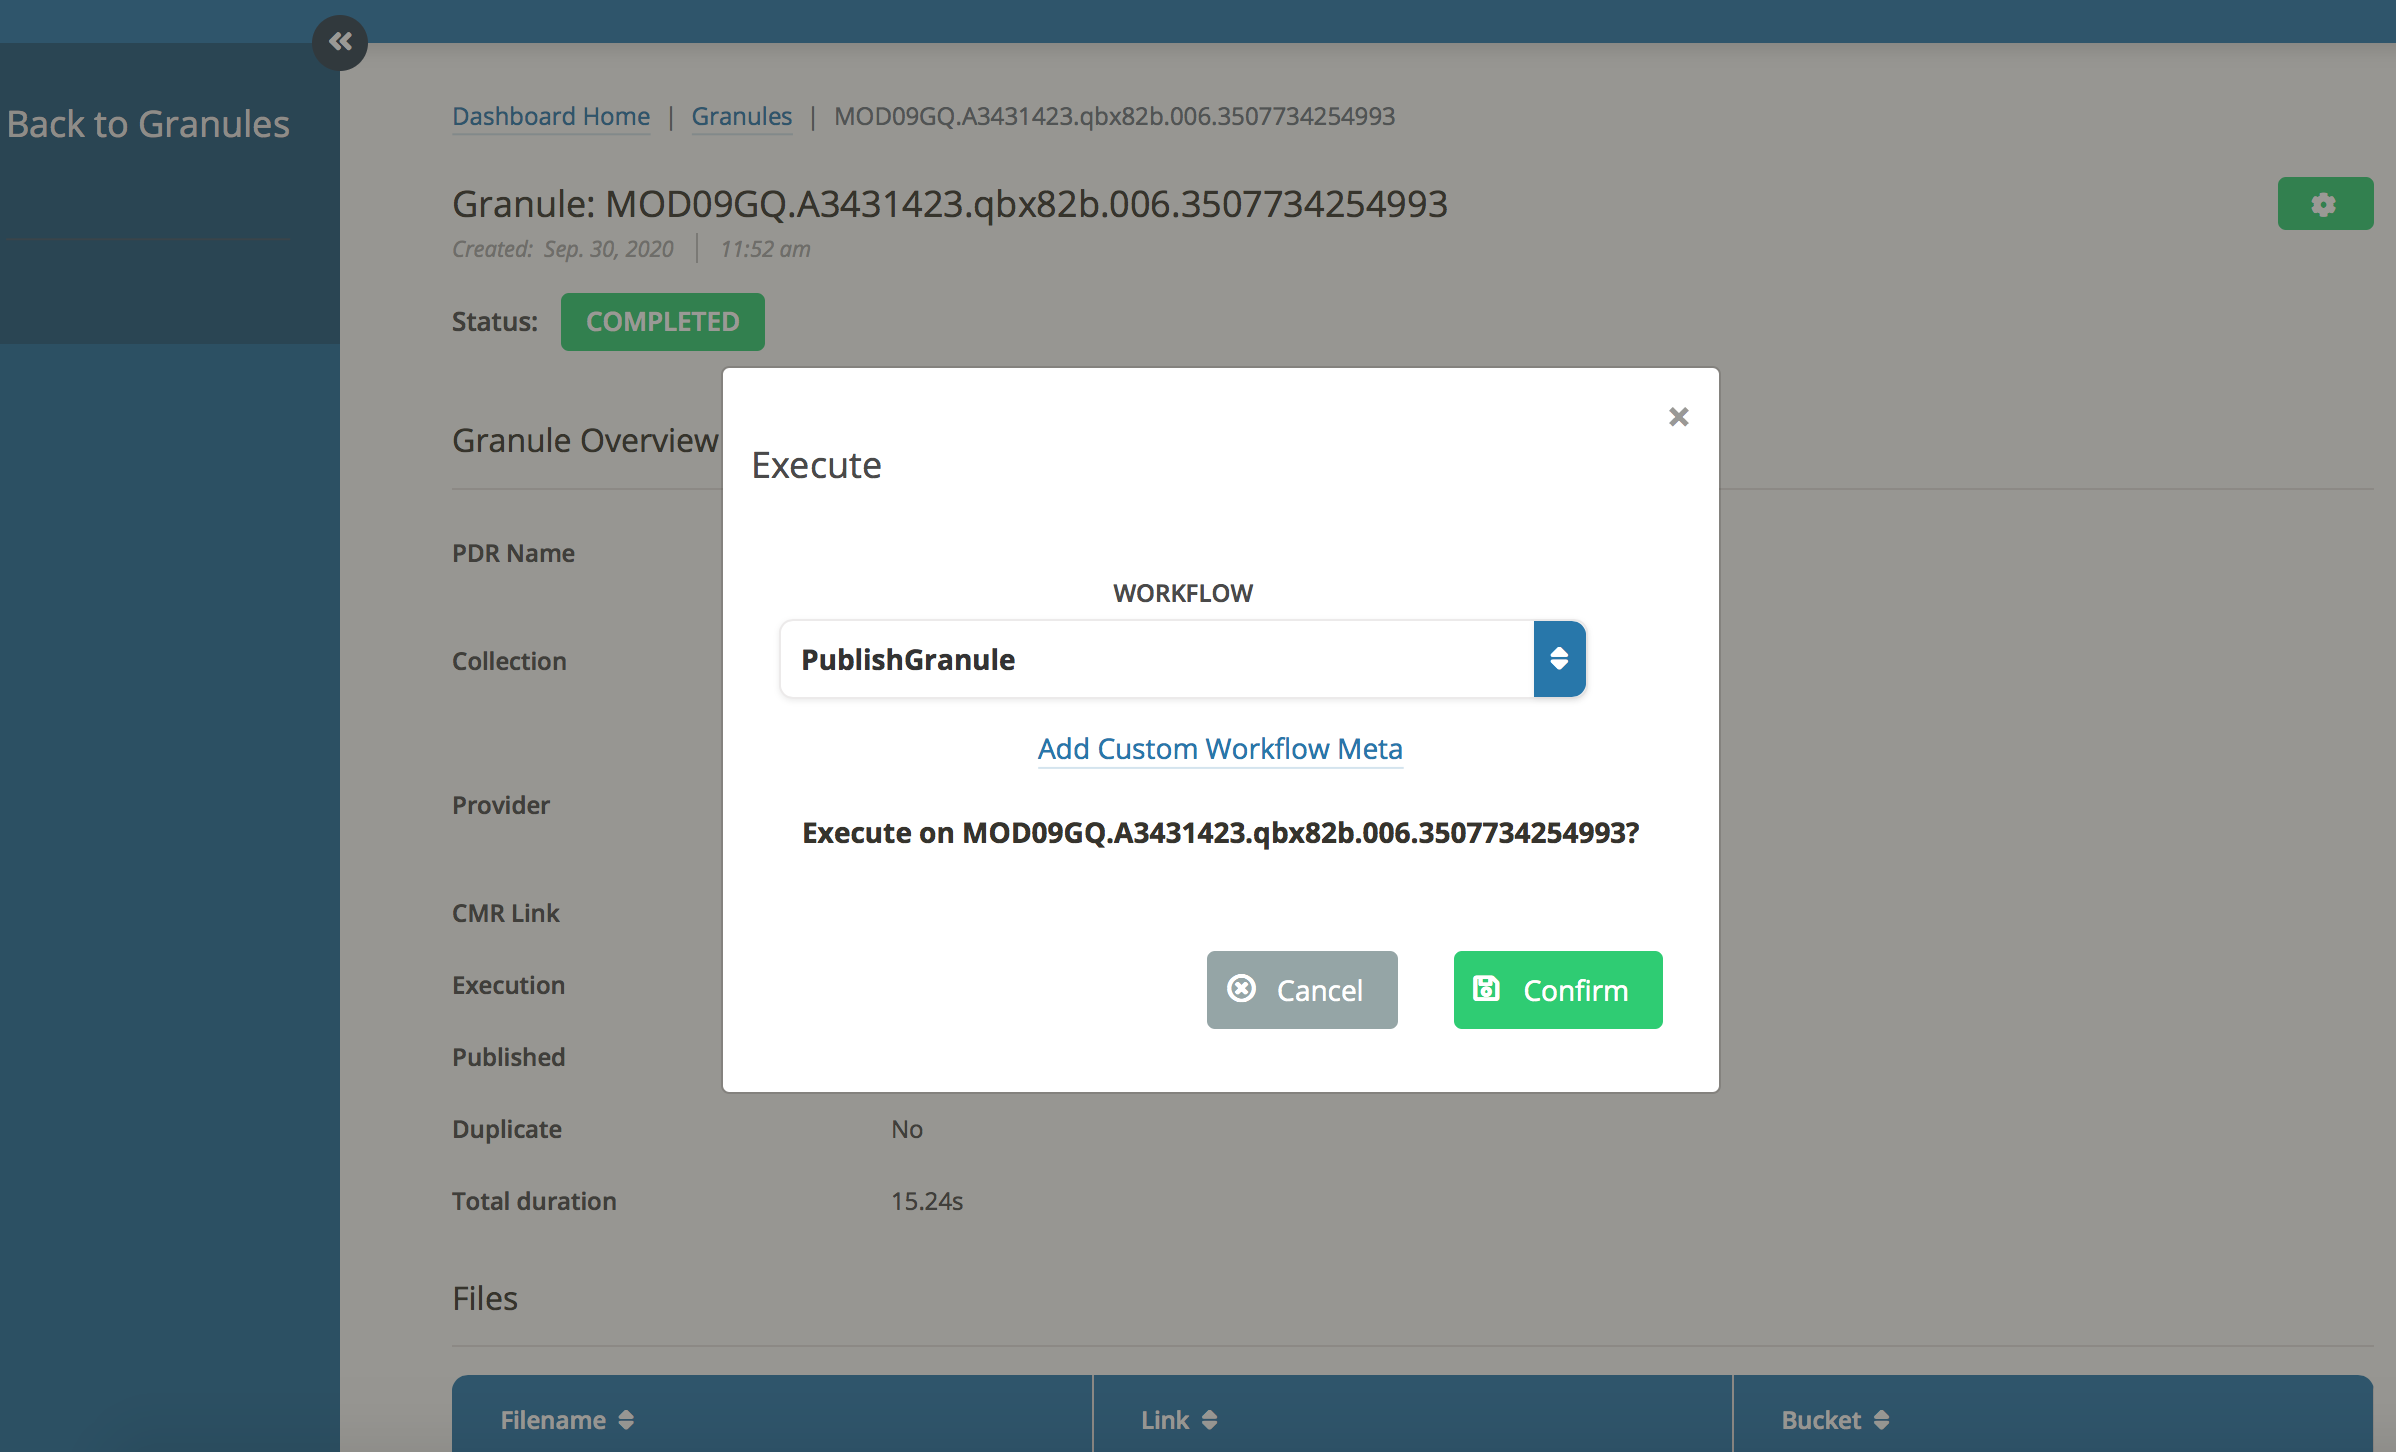 Back to Granules
Dashboard Home | Granules | MOD09GQ.A3431423.qbx82b.006.3507734254993
Granule: MOD09GQ.A3431423.qbx82b.006.3507734254993
Created: Sep. 30, 2020 | 11:52 am
Status: COMPLETED
Granule Overview
Execute
WORKFLOW
PublishGranule
Add Custom Workflow Meta
Execute on MOD09GQ.A3431423.qbx82b.006.3507734254993?
Cancel Confirm
PDR Name
Collection
Provider
CMR Link
Execution
Published
Duplicate No
Total duration 15.24s
Files
Filename Link Bucket